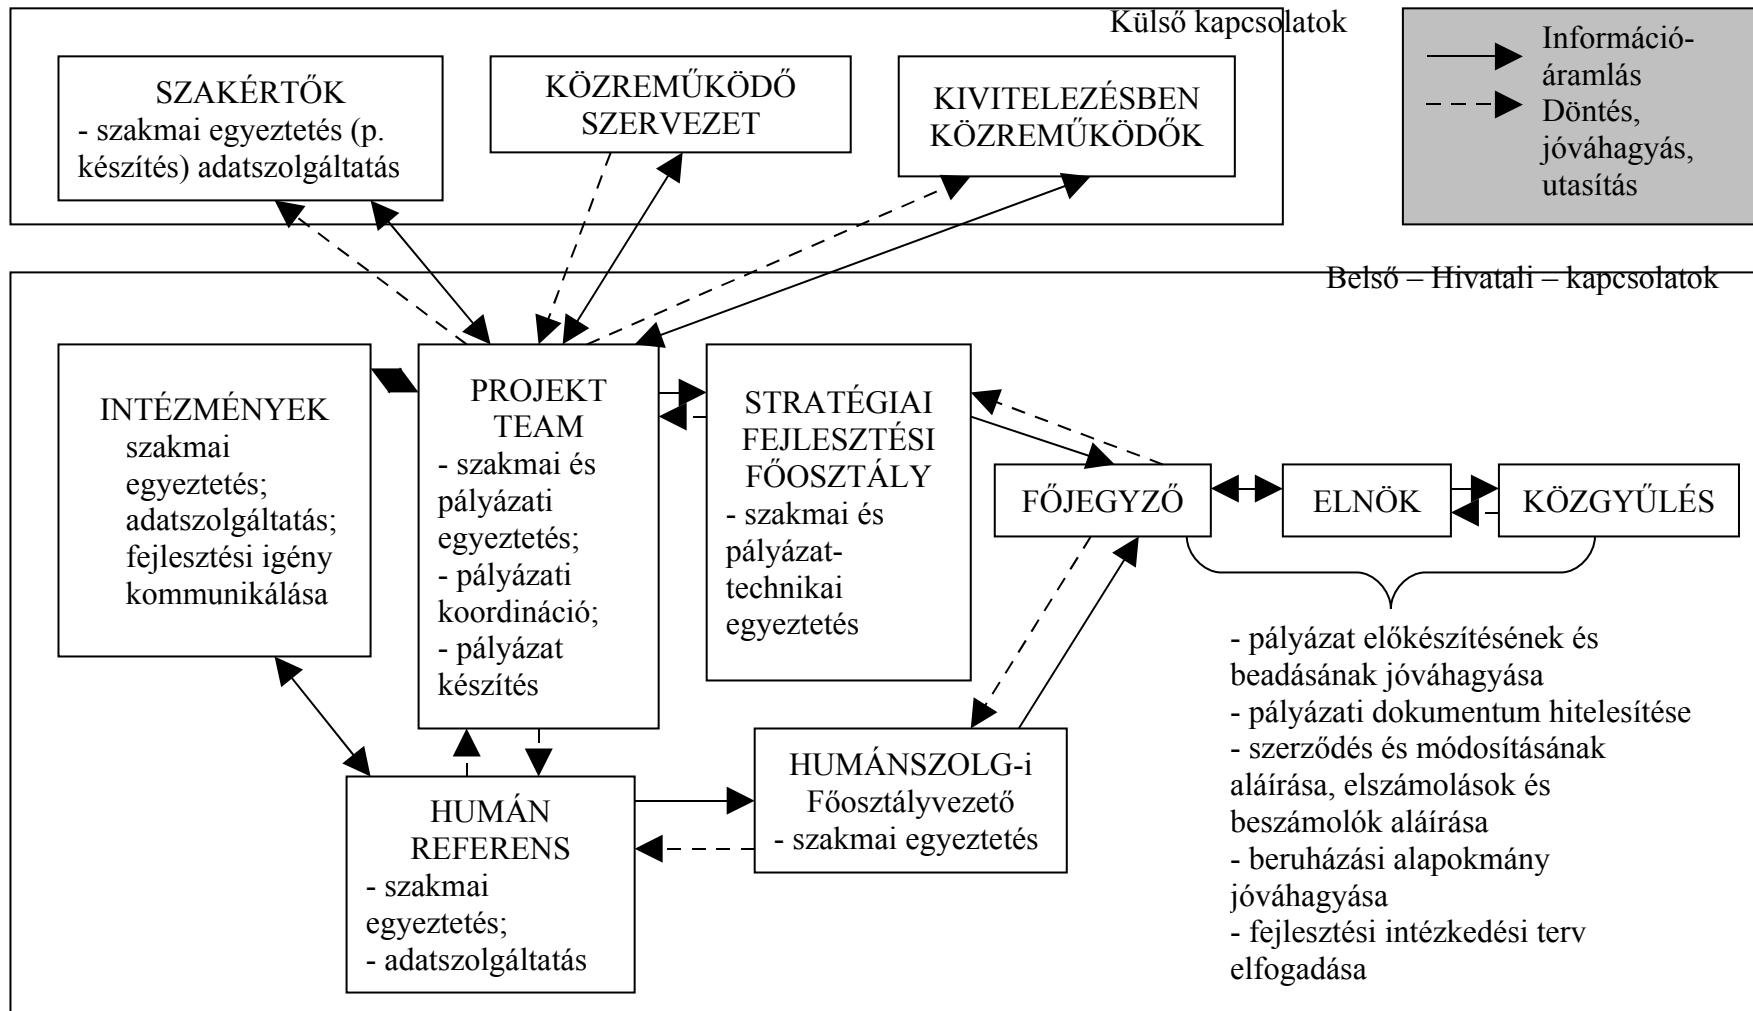 Külső kapcsolatok
SZAKÉRTŐK
- szakmai egyeztetés (p.
készítés) adatszolgáltatás
KÖZREMŰKÖDŐ
SZERVEZET
KIVITELEZÉSBEN
KÖZREMŰKÖDŐK
Információ-
áramlás
Döntés,
jóváhagyás,
utasítás
Belső – Hivatali – kapcsolatok
INTÉZMÉNYEK
szakmai
egyeztetés;
adatszolgáltatás;
fejlesztési igény
kommunikálása
PROJEKT
TEAM
- szakmai és
pályázati
egyeztetés;
- pályázati
koordináció;
- pályázat
készítés
STRATÉGIAI
FEJLESZTÉSI
FŐOSZTÁLY
- szakmai és
pályázat-
technikai
egyeztetés
FŐJEGYZŐ
ELNÖK
KÖZGYŰLÉS
- pályázat előkészítésének és
beadásának jóváhagyása
- pályázati dokumentum hitelesítése
- szerződés és módosításának
aláírása, elszámolások és
beszámolók aláírása
- beruházási alapokmány
jóváhagyása
- fejlesztési intézkedési terv
elfogadása
HUMÁNSZOLG-i
Főosztályvezető
- szakmai egyeztetés
HUMÁN
REFERENS
- szakmai
egyeztetés;
- adatszolgáltatás